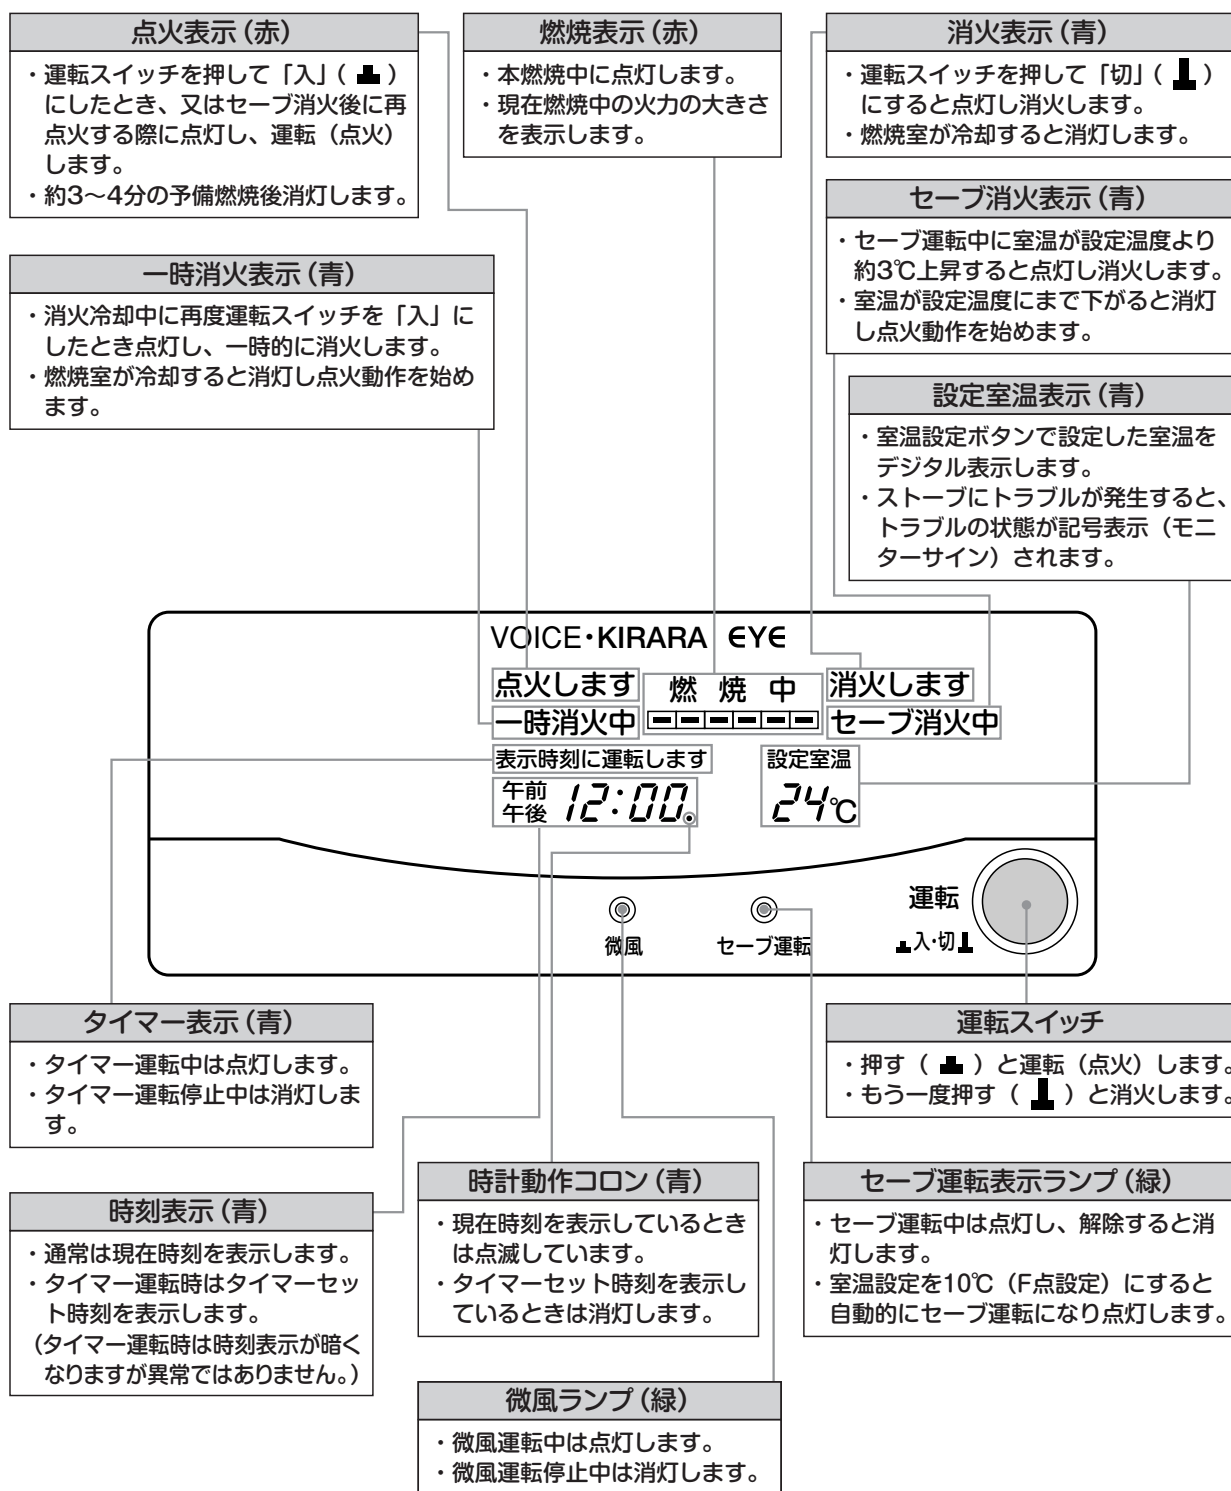 点火表示(赤)
・運転スイッチを押して「入」( )
にしたとき、又はセーブ消火後に再
点火する際に点灯し、運転(点火)
します。
・約3〜4分の予備燃焼後消灯します。
燃焼表示(赤)
・本燃焼中に点灯します。
・現在燃焼中の火力の大きさ
を表示します。
消火表示(青)
・運転スイッチを押して「切」( )
にすると点灯し消火します。
・燃焼室が冷却すると消灯します。
セーブ消火表示(青)
・セーブ運転中に室温が設定温度より
約3℃上昇すると点灯し消火します。
・室温が設定温度にまで下がると消灯
し点火動作を始めます。
一時消火表示(青)
・消火冷却中に再度運転スイッチを「入」に
したとき点灯し、一時的に消火します。
・燃焼室が冷却すると消灯し点火動作を始め
ます。
設定室温表示(青)
・室温設定ボタンで設定した室温を
デジタル表示します。
・ストーブにトラブルが発生すると、
トラブルの状態が記号表示(モニ
ターサイン)されます。
VOICE・KIRARA EYE
点火します
燃焼中
消火します
一時消火中
セーブ消火中
表示時刻に運転します
設定室温
午前
午後
12:00.
24℃
微風
セーブ運転
運転
入・切
タイマー表示(青)
・タイマー運転中は点灯します。
・タイマー運転停止中は消灯しま
す。
運転スイッチ
・押す( )と運転(点火)します。
・もう一度押す( )と消火します。
時刻表示(青)
・通常は現在時刻を表示します。
・タイマー運転時はタイマーセッ
ト時刻を表示します。
(タイマー運転時は時刻表示が暗く
なりますが異常ではありません。)
時計動作コロン(青)
・現在時刻を表示しているとき
は点滅しています。
・タイマーセット時刻を表示し
ているときは消灯します。
セーブ運転表示ランプ(緑)
・セーブ運転中は点灯し、解除すると消
灯します。
・室温設定を10℃(F点設定)にすると
自動的にセーブ運転になり点灯します。
微風ランプ(緑)
・微風運転中は点灯します。
・微風運転停止中は消灯します。